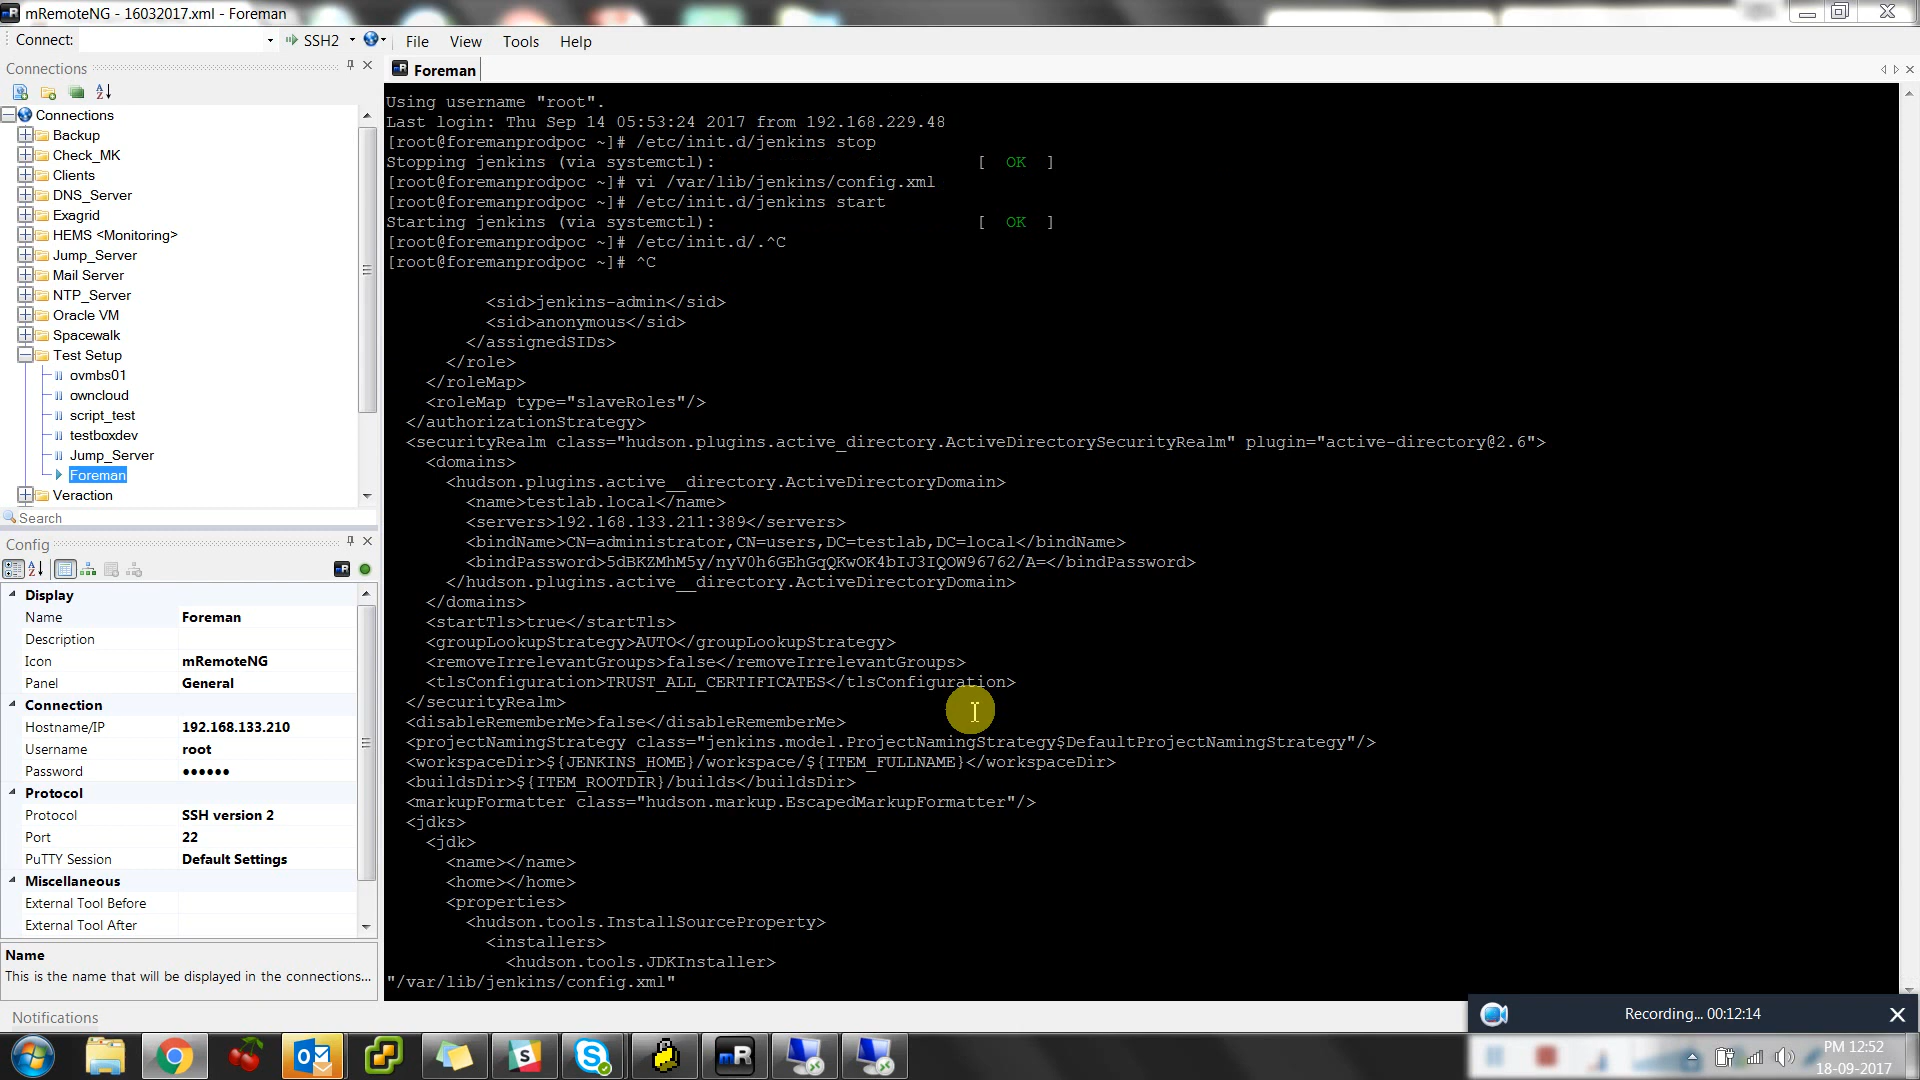 mRemoteNG - 16032017.xml - Foreman
Connect: SSH2 File View Tools Help
Connections
Foreman
Connections
Backup
Check_MK
Clients
DNS_Server
Exagrid
HEMS <Monitoring>
Jump_Server
Mail Server
NTP_Server
Oracle VM
Spacewalk
Test Setup
ovmbs01
owncloud
script_test
testboxdev
Jump_Server
Foreman
Veraction
Search
Config
Display
Name Foreman
Description
Icon mRemoteNG
Panel General
Connection
Hostname/IP 192.168.133.210
Username root
Password ●●●●●●
Protocol
Protocol SSH version 2
Port 22
PuTTY Session Default Settings
Miscellaneous
External Tool Before
External Tool After
Name
This is the name that will be displayed in the connections...
Notifications
Using username "root".
Last login: Thu Sep 14 05:53:24 2017 from 192.168.229.48
[root@foremanprodpoc ~]# /etc/init.d/jenkins stop
Stopping jenkins (via systemctl): [ OK ]
[root@foremanprodpoc ~]# vi /var/lib/jenkins/config.xml
[root@foremanprodpoc ~]# /etc/init.d/jenkins start
Starting jenkins (via systemctl): [ OK ]
[root@foremanprodpoc ~]# /etc/init.d/.^C
[root@foremanprodpoc ~]# ^C
<sid>jenkins-admin</sid>
<sid>anonymous</sid>
</assignedSIDs>
</role>
</roleMap>
<roleMap type="slaveRoles"/>
</authorizationStrategy>
<securityRealm class="hudson.plugins.active_directory.ActiveDirectorySecurityRealm" plugin="active-directory@2.6">
<domains>
<hudson.plugins.active__directory.ActiveDirectoryDomain>
<name>testlab.local</name>
<servers>192.168.133.211:389</servers>
<bindName>CN=administrator,CN=users,DC=testlab,DC=local</bindName>
<bindPassword>5dBKZMhM5y/nyV0h6GEhGqQKwOK4bIJ3IQOW96762/A=</bindPassword>
</hudson.plugins.active__directory.ActiveDirectoryDomain>
</domains>
<startTls>true</startTls>
<groupLookupStrategy>AUTO</groupLookupStrategy>
<removeIrrelevantGroups>false</removeIrrelevantGroups>
<tlsConfiguration>TRUST_ALL_CERTIFICATES</tlsConfiguration>
</securityRealm>
<disableRememberMe>false</disableRememberMe>
<projectNamingStrategy class="jenkins.model.ProjectNamingStrategy$DefaultProjectNamingStrategy"/>
<workspaceDir>${JENKINS_HOME}/workspace/${ITEM_FULLNAME}</workspaceDir>
<buildsDir>${ITEM_ROOTDIR}/builds</buildsDir>
<markupFormatter class="hudson.markup.EscapedMarkupFormatter"/>
<jdks>
<jdk>
<name></name>
<home></home>
<properties>
<hudson.tools.InstallSourceProperty>
<installers>
<hudson.tools.JDKInstaller>
"/var/lib/jenkins/config.xml"
Recording... 00:12:14
PM 12:52
18-09-2017